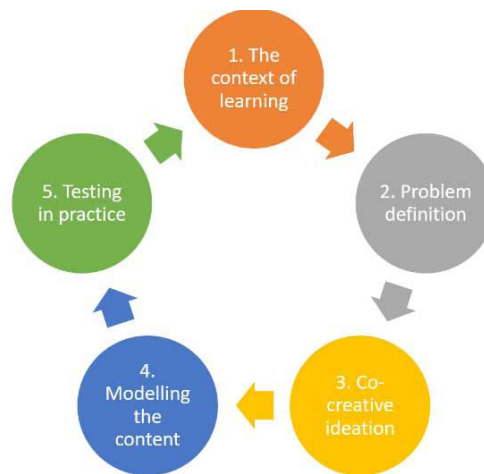 1. The
context of
learning
2. Problem
definition
3. Co-
creative
ideation
4.
Modelling
the
content
5. Testing
in practice